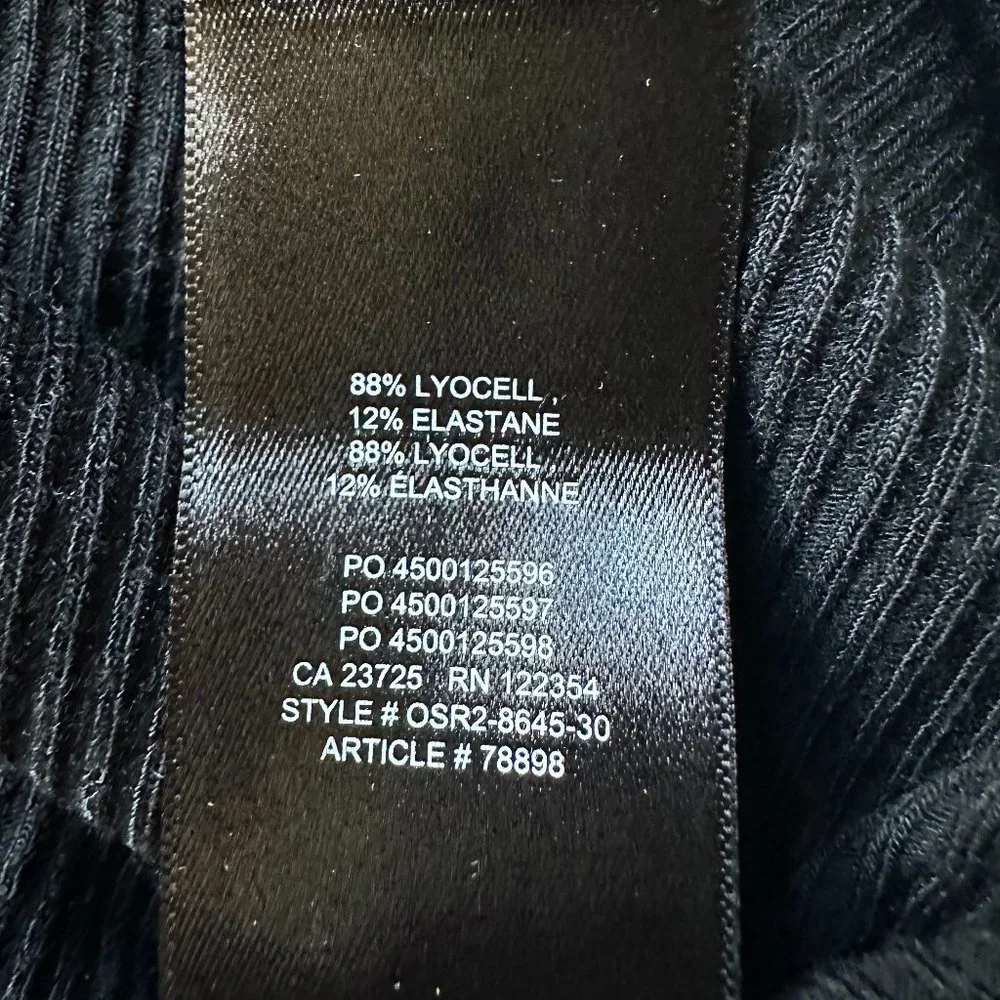 88% LYOCELL ,
12% ELASTANE
88% LYOCELL ,
12% ÉLASTHANNE
PO 4500125596
PO 4500125597
PO 4500125598
CA 23725 RN 122354
STYLE # OSR2-8645-30
ARTICLE # 78898